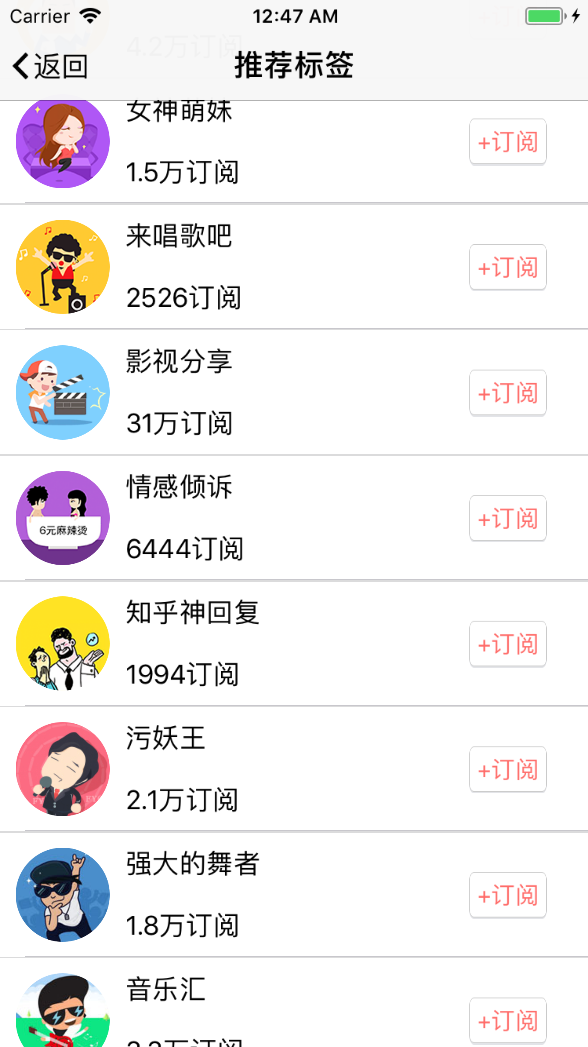 Carrier 12:47 AM
4.2万订阅
返回 推荐标签
女神萌妹
+订阅
1.5万订阅
来唱歌吧
+订阅
2526订阅
影视分享
+订阅
31万订阅
情感倾诉
6元麻辣烫
+订阅
6444订阅
知乎神回复
+订阅
1994订阅
污妖王
+订阅
2.1万订阅
强大的舞者
+订阅
1.8万订阅
音乐汇
+订阅